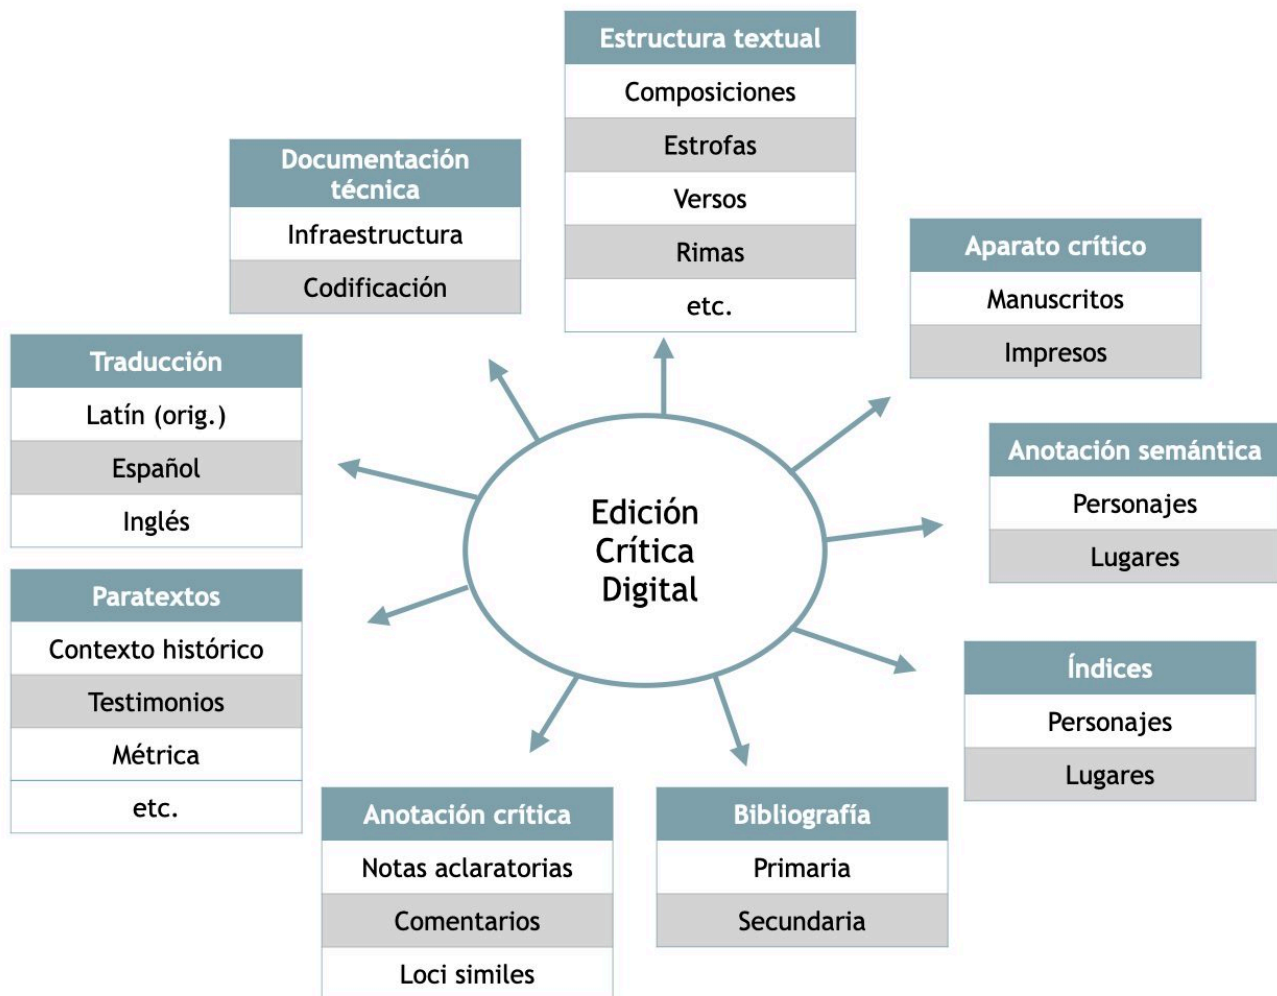 Estructura textual
Composiciones
Estrofas
Versos
Rimas
etc.
Documentación
técnica
Infraestructura
Codificación
Aparato crítico
Manuscritos
Impresos
Traducción
Latín (orig.)
Español
Inglés
Anotación semántica
Personajes
Lugares
Edición
Crítica
Digital
Paratextos
Contexto histórico
Testimonios
Métrica
etc.
Índices
Personajes
Lugares
Anotación crítica
Notas aclaratorias
Comentarios
Loci similes
Bibliografía
Primaria
Secundaria